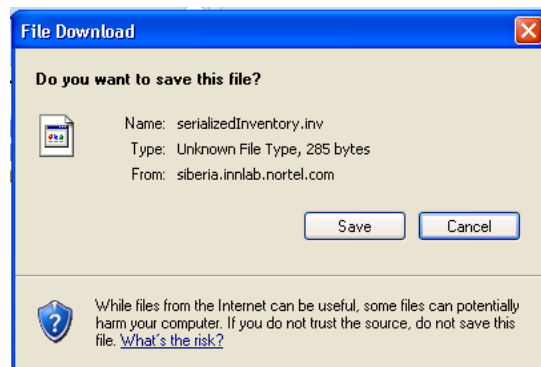 File Download
Do you want to save this file?
Name: serializedInventory.inv
Type: Unknown File Type, 285 bytes
From: siberia.innlab.nortel.com
Save Cancel
While files from the Internet can be useful, some files can potentially
harm your computer. If you do not trust the source, do not save this
file. What's the risk?